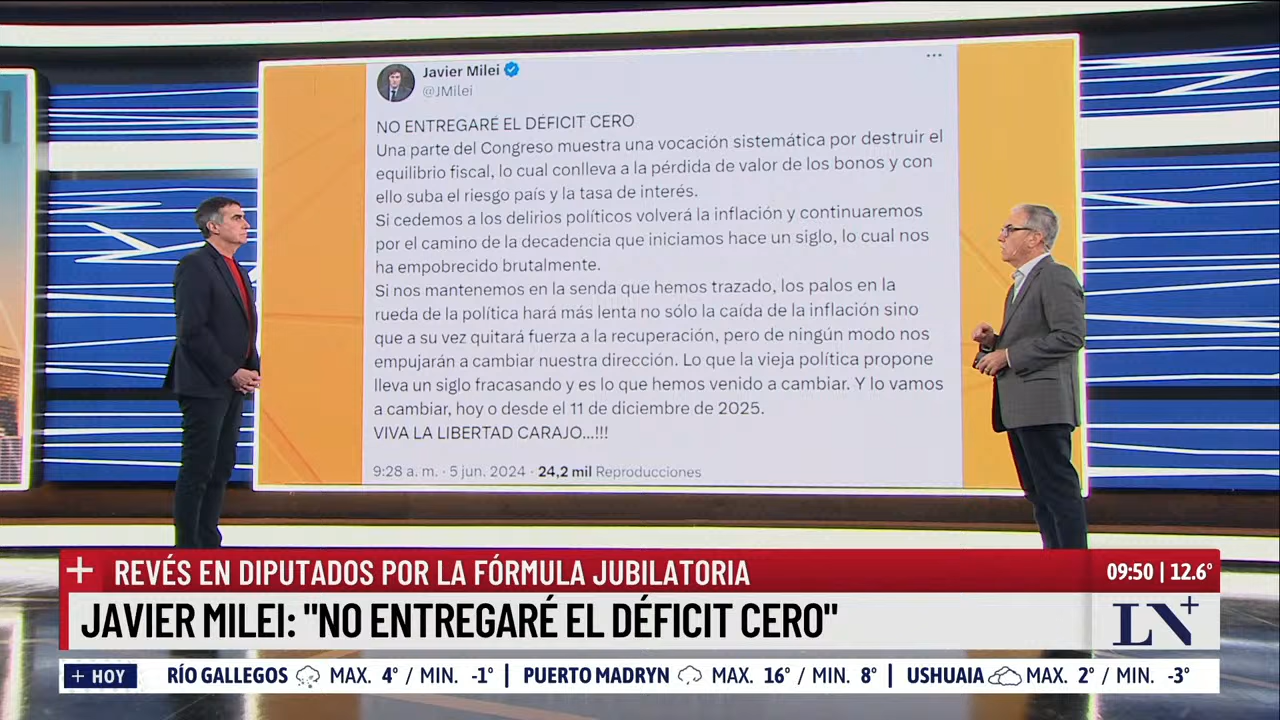 Javier Milei
@JMilei
...
NO ENTREGARÉ EL DÉFICIT CERO
Una parte del Congreso muestra una vocación sistemática por destruir el
equilibrio fiscal, lo cual conlleva a la pérdida de valor de los bonos y con
ello suba el riesgo país y la tasa de interés.
Si cedemos a los delirios políticos volverá la inflación y continuaremos
por el camino de la decadencia que iniciamos hace un siglo, lo cual nos
ha empobrecido brutalmente.
Si nos mantenemos en la senda que hemos trazado, los palos en la
rueda de la política hará más lenta no sólo la caída de la inflación sino
que a su vez quitará fuerza a la recuperación, pero de ningún modo nos
empujarán a cambiar nuestra dirección. Lo que la vieja política propone
lleva un siglo fracasando y es lo que hemos venido a cambiar. Y lo vamos
a cambiar, hoy o desde el 11 de diciembre de 2025.
VIVA LA LIBERTAD CARAJO...!!!
9:28 a. m. · 5 jun. 2024 · 24,2 mil Reproducciones
+ REVÉS EN DIPUTADOS POR LA FÓRMULA JUBILATORIA
09:50 | 12.6°
JAVIER MILEI: "NO ENTREGARÉ EL DÉFICIT CERO"
LN+
+ HOY RÍO GALLEGOS MAX. 4° / MIN. -1° | PUERTO MADRYN MAX. 16° / MIN. 8° | USHUAIA MAX. 2° / MIN. -3°